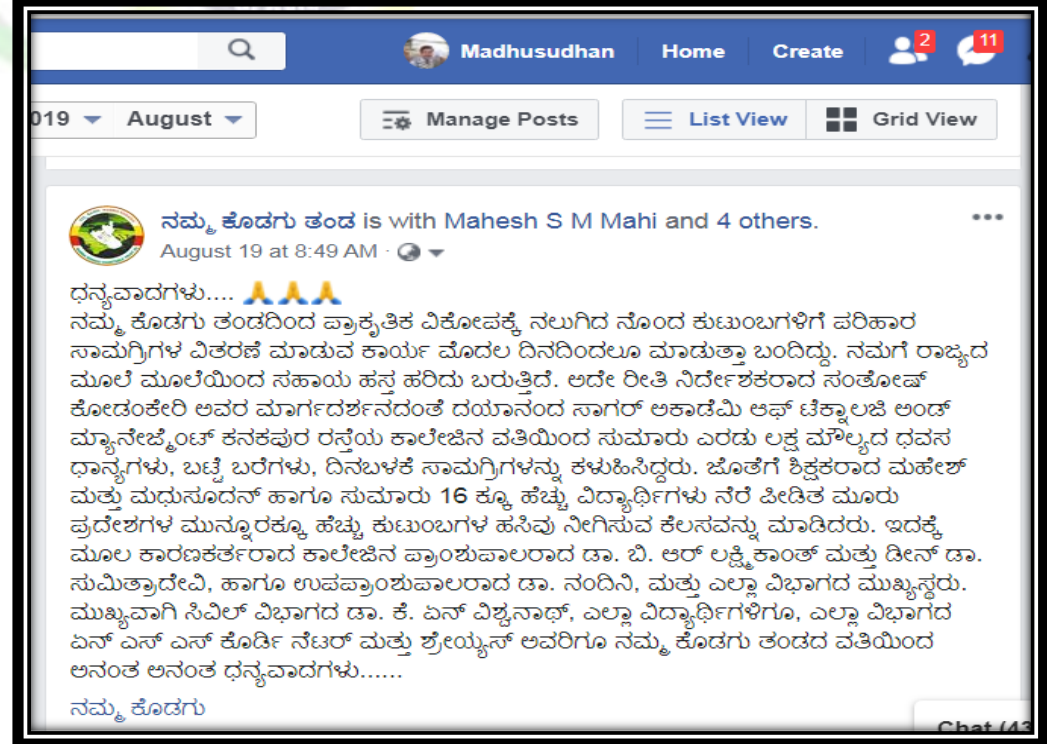 Madhusudhan Home Create 2 11
019 August Manage Posts List View Grid View
ನಮ್ಮ ಕೊಡಗು ತಂಡ is with Mahesh S M Mahi and 4 others.
August 19 at 8:49 AM ·
ಧನ್ಯವಾದಗಳು.... 🙏🙏🙏
ನಮ್ಮ ಕೊಡಗು ತಂಡದಿಂದ ಪ್ರಾಕೃತಿಕ ವಿಕೋಪಕ್ಕೆ ನಲುಗಿದ ನೊಂದ ಕುಟುಂಬಗಳಿಗೆ ಪರಿಹಾರ
ಸಾಮಗ್ರಿಗಳ ವಿತರಣೆ ಮಾಡುವ ಕಾರ್ಯ ಮೊದಲ ದಿನದಿಂದಲೂ ಮಾಡುತ್ತಾ ಬಂದಿದ್ದು. ನಮಗೆ ರಾಜ್ಯದ
ಮೂಲೆ ಮೂಲೆಯಿಂದ ಸಹಾಯ ಹಸ್ತ ಹರಿದು ಬರುತ್ತಿದೆ. ಅದೇ ರೀತಿ ನಿರ್ದೇಶಕರಾದ ಸಂತೋಷ್
ಕೋಡಂಕೇರಿ ಅವರ ಮಾರ್ಗದರ್ಶನದಂತೆ ದಯಾನಂದ ಸಾಗರ್ ಅಕಾಡೆಮಿ ಆಫ್ ಟೆಕ್ನಾಲಜಿ ಅಂಡ್
ಮ್ಯಾನೇಜ್ಮೆಂಟ್ ಕನಕಪುರ ರಸ್ತೆಯ ಕಾಲೇಜಿನ ವತಿಯಿಂದ ಸುಮಾರು ಎರಡು ಲಕ್ಷ ಮೌಲ್ಯದ ಧವಸ
ಧಾನ್ಯಗಳು, ಬಟ್ಟೆ ಬರೆಗಳು, ದಿನಬಳಕೆ ಸಾಮಗ್ರಿಗಳನ್ನು ಕಳುಹಿಸಿದ್ದರು. ಜೊತೆಗೆ ಶಿಕ್ಷಕರಾದ ಮಹೇಶ್
ಮತ್ತು ಮಧುಸೂದನ್ ಹಾಗೂ ಸುಮಾರು 16 ಕ್ಕೂ ಹೆಚ್ಚು ವಿದ್ಯಾರ್ಥಿಗಳು ನೆರೆ ಪೀಡಿತ ಮೂರು
ಪ್ರದೇಶಗಳ ಮುನ್ನೂರಕ್ಕೂ ಹೆಚ್ಚು ಕುಟುಂಬಗಳ ಹಸಿವು ನೀಗಿಸುವ ಕೆಲಸವನ್ನು ಮಾಡಿದರು. ಇದಕ್ಕೆ
ಮೂಲ ಕಾರಣಕರ್ತರಾದ ಕಾಲೇಜಿನ ಪ್ರಾಂಶುಪಾಲರಾದ ಡಾ. ಬಿ. ಆರ್ ಲಕ್ಷ್ಮಿಕಾಂತ್ ಮತ್ತು ಡೀನ್ ಡಾ.
ಸುಮಿತ್ರಾದೇವಿ, ಹಾಗೂ ಉಪಪ್ರಾಂಶುಪಾಲರಾದ ಡಾ. ನಂದಿನಿ, ಮತ್ತು ಎಲ್ಲಾ ವಿಭಾಗದ ಮುಖ್ಯಸ್ಥರು.
ಮುಖ್ಯವಾಗಿ ಸಿವಿಲ್ ವಿಭಾಗದ ಡಾ. ಕೆ. ಏನ್ ವಿಶ್ವನಾಥ್, ಎಲ್ಲಾ ವಿದ್ಯಾರ್ಥಿಗಳಿಗೂ, ಎಲ್ಲಾ ವಿಭಾಗದ
ಏನ್ ಎಸ್ ಎಸ್ ಕೊರ್ಡಿ ನೆಟರ್ ಮತ್ತು ಶ್ರೇಯ್ಯಸ್ ಅವರಿಗೂ ನಮ್ಮ ಕೊಡಗು ತಂಡದ ವತಿಯಿಂದ
ಅನಂತ ಅನಂತ ಧನ್ಯವಾದಗಳು......
ನಮ್ಮ ಕೊಡಗು
Chat (43